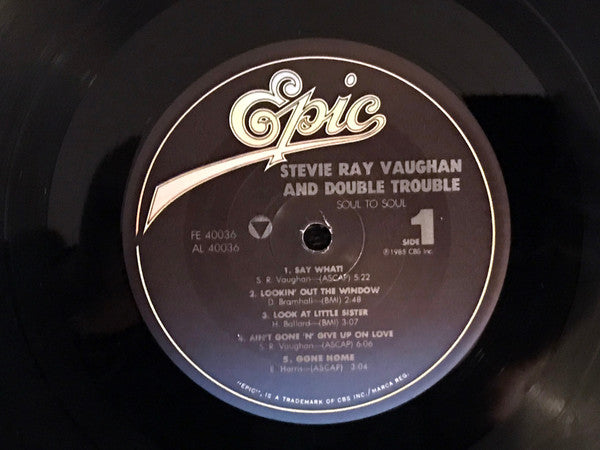 Epic
STEVIE RAY VAUGHAN
AND DOUBLE TROUBLE
SOUL TO SOUL
FE 40036
AL 40036
SIDE 1
℗ 1985 CBS Inc.
1. SAY WHAT!
S. R. Vaughan—(ASCAP) 5:22
2. LOOKIN' OUT THE WINDOW
D. Bramhall—(BMI) 2:48
3. LOOK AT LITTLE SISTER
H. Ballard—(BMI) 3:07
4. AIN'T GONE 'N' GIVE UP ON LOVE
S. R. Vaughan—(ASCAP) 6:06
5. GONE HOME
E. Harris—(ASCAP) 3:04
"EPIC", IS A TRADEMARK OF CBS INC./MARCA REG.